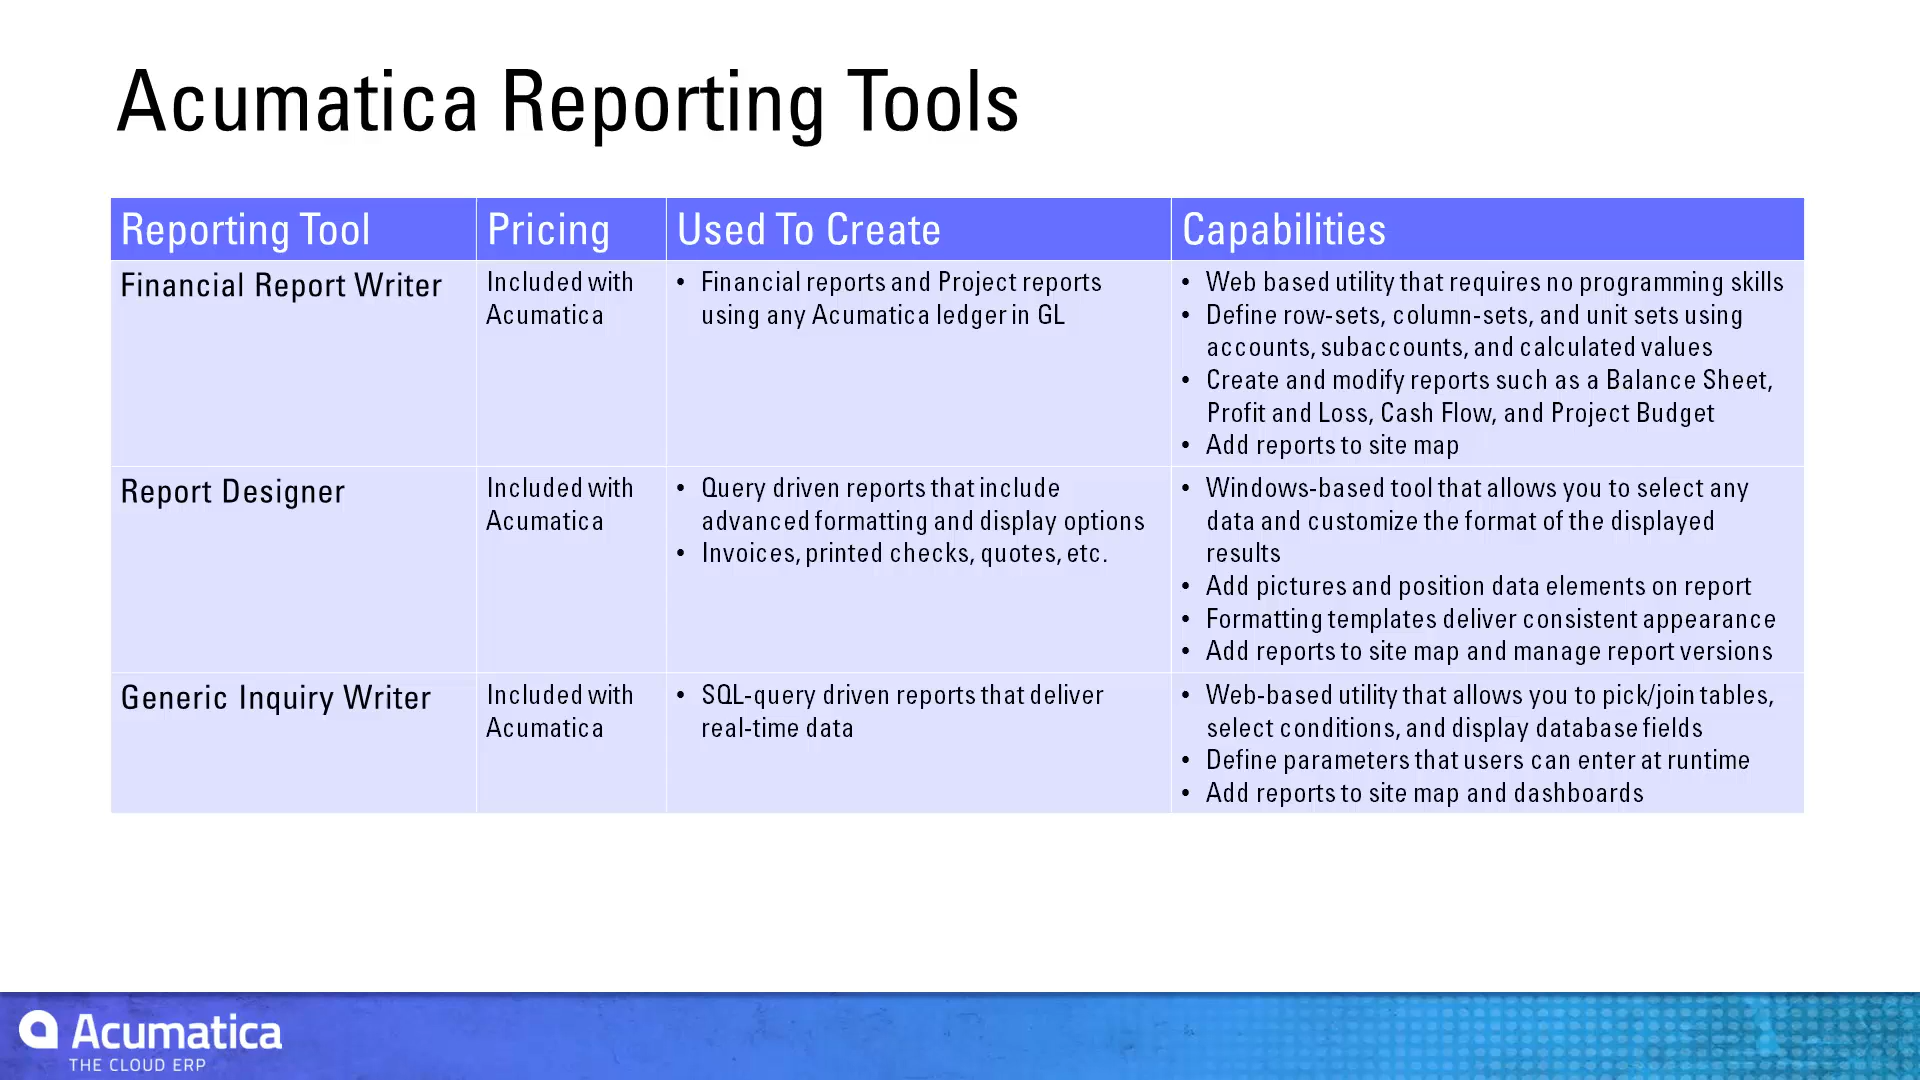 Acumatica Reporting Tools
Reporting Tool
Pricing
Used To Create
Capabilities
Financial Report Writer
Included with
Acumatica
• Financial reports and Project reports
using any Acumatica ledger in GL
• Web based utility that requires no programming skills
• Define row-sets, column-sets, and unit sets using
accounts, subaccounts, and calculated values
• Create and modify reports such as a Balance Sheet,
Profit and Loss, Cash Flow, and Project Budget
• Add reports to site map
Report Designer
Included with
Acumatica
• Query driven reports that include
advanced formatting and display options
• Invoices, printed checks, quotes, etc.
• Windows-based tool that allows you to select any
data and customize the format of the displayed
results
• Add pictures and position data elements on report
• Formatting templates deliver consistent appearance
• Add reports to site map and manage report versions
Generic Inquiry Writer
Included with
Acumatica
• SQL-query driven reports that deliver
real-time data
• Web-based utility that allows you to pick/join tables,
select conditions, and display database fields
• Define parameters that users can enter at runtime
• Add reports to site map and dashboards
Acumatica
THE CLOUD ERP